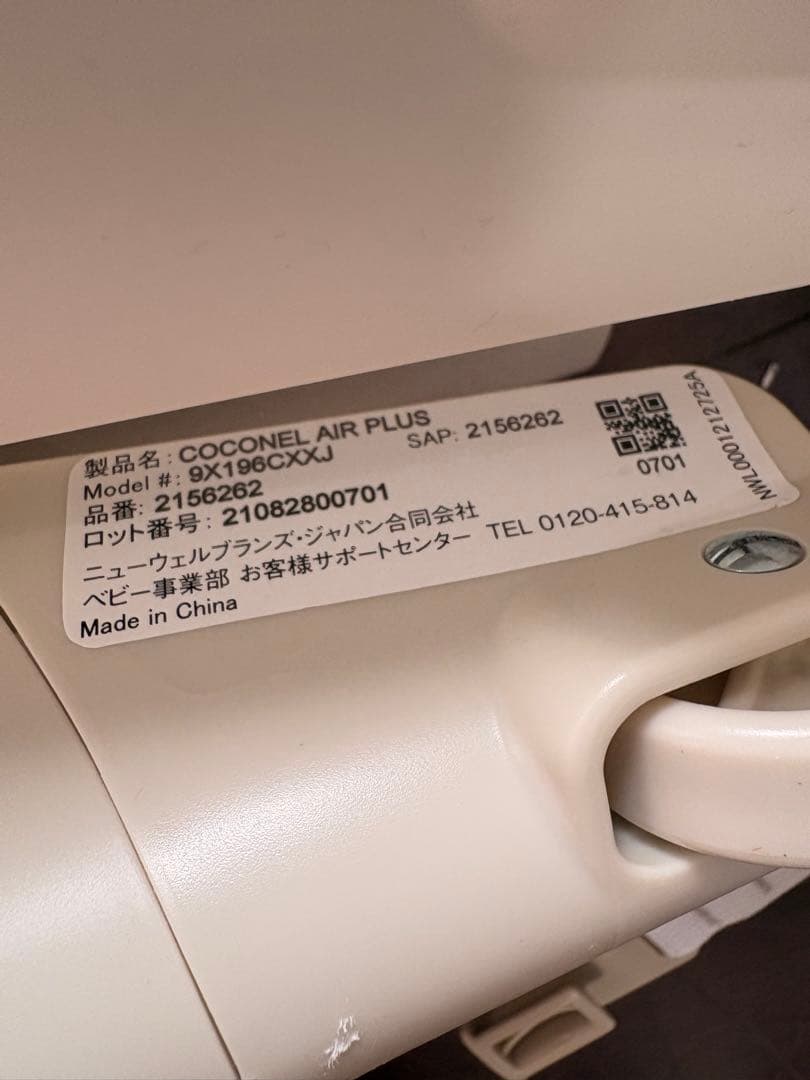 製品名: COCONEL AIR PLUS
Model #: 9X196CXXJ SAP: 2156262
品番: 2156262
ロット番号: 21082800701
ニューウェルブランズ・ジャパン合同会社
ベビー事業部 お客様サポートセンター TEL 0120-415-814
Made in China
0701
NWL0001212725A